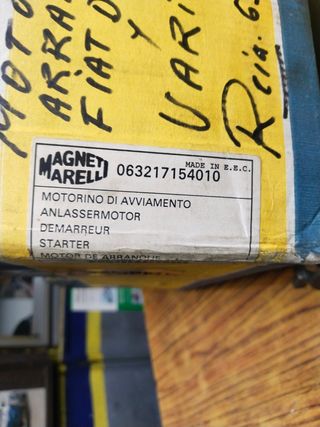 MOTO
ARRA
FIAT D
Y
VARI
Rcia. G
MAGNETI
MARELLI
063217154010
MADE IN E.E.C.
MOTORINO DI AVVIAMENTO
ANLASSERMOTOR
DEMARREUR
STARTER
MOTOR DE ARRANQUE